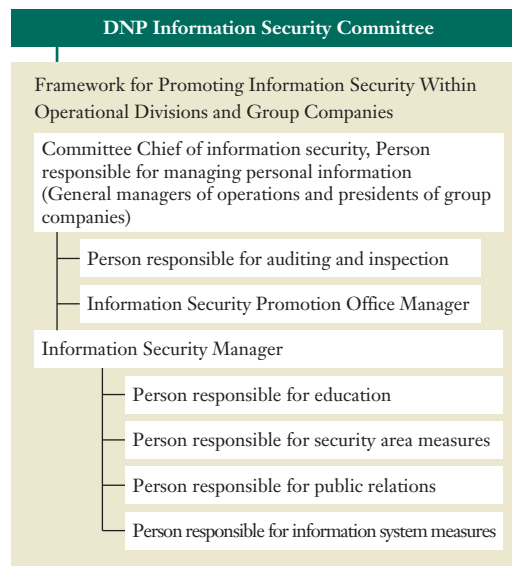 DNP Information Security Committee
Framework for Promoting Information Security Within
Operational Divisions and Group Companies
Committee Chief of information security, Person
responsible for managing personal information
(General managers of operations and presidents of group
companies)
Person responsible for auditing and inspection
Information Security Promotion Office Manager
Information Security Manager
Person responsible for education
Person responsible for security area measures
Person responsible for public relations
Person responsible for information system measures